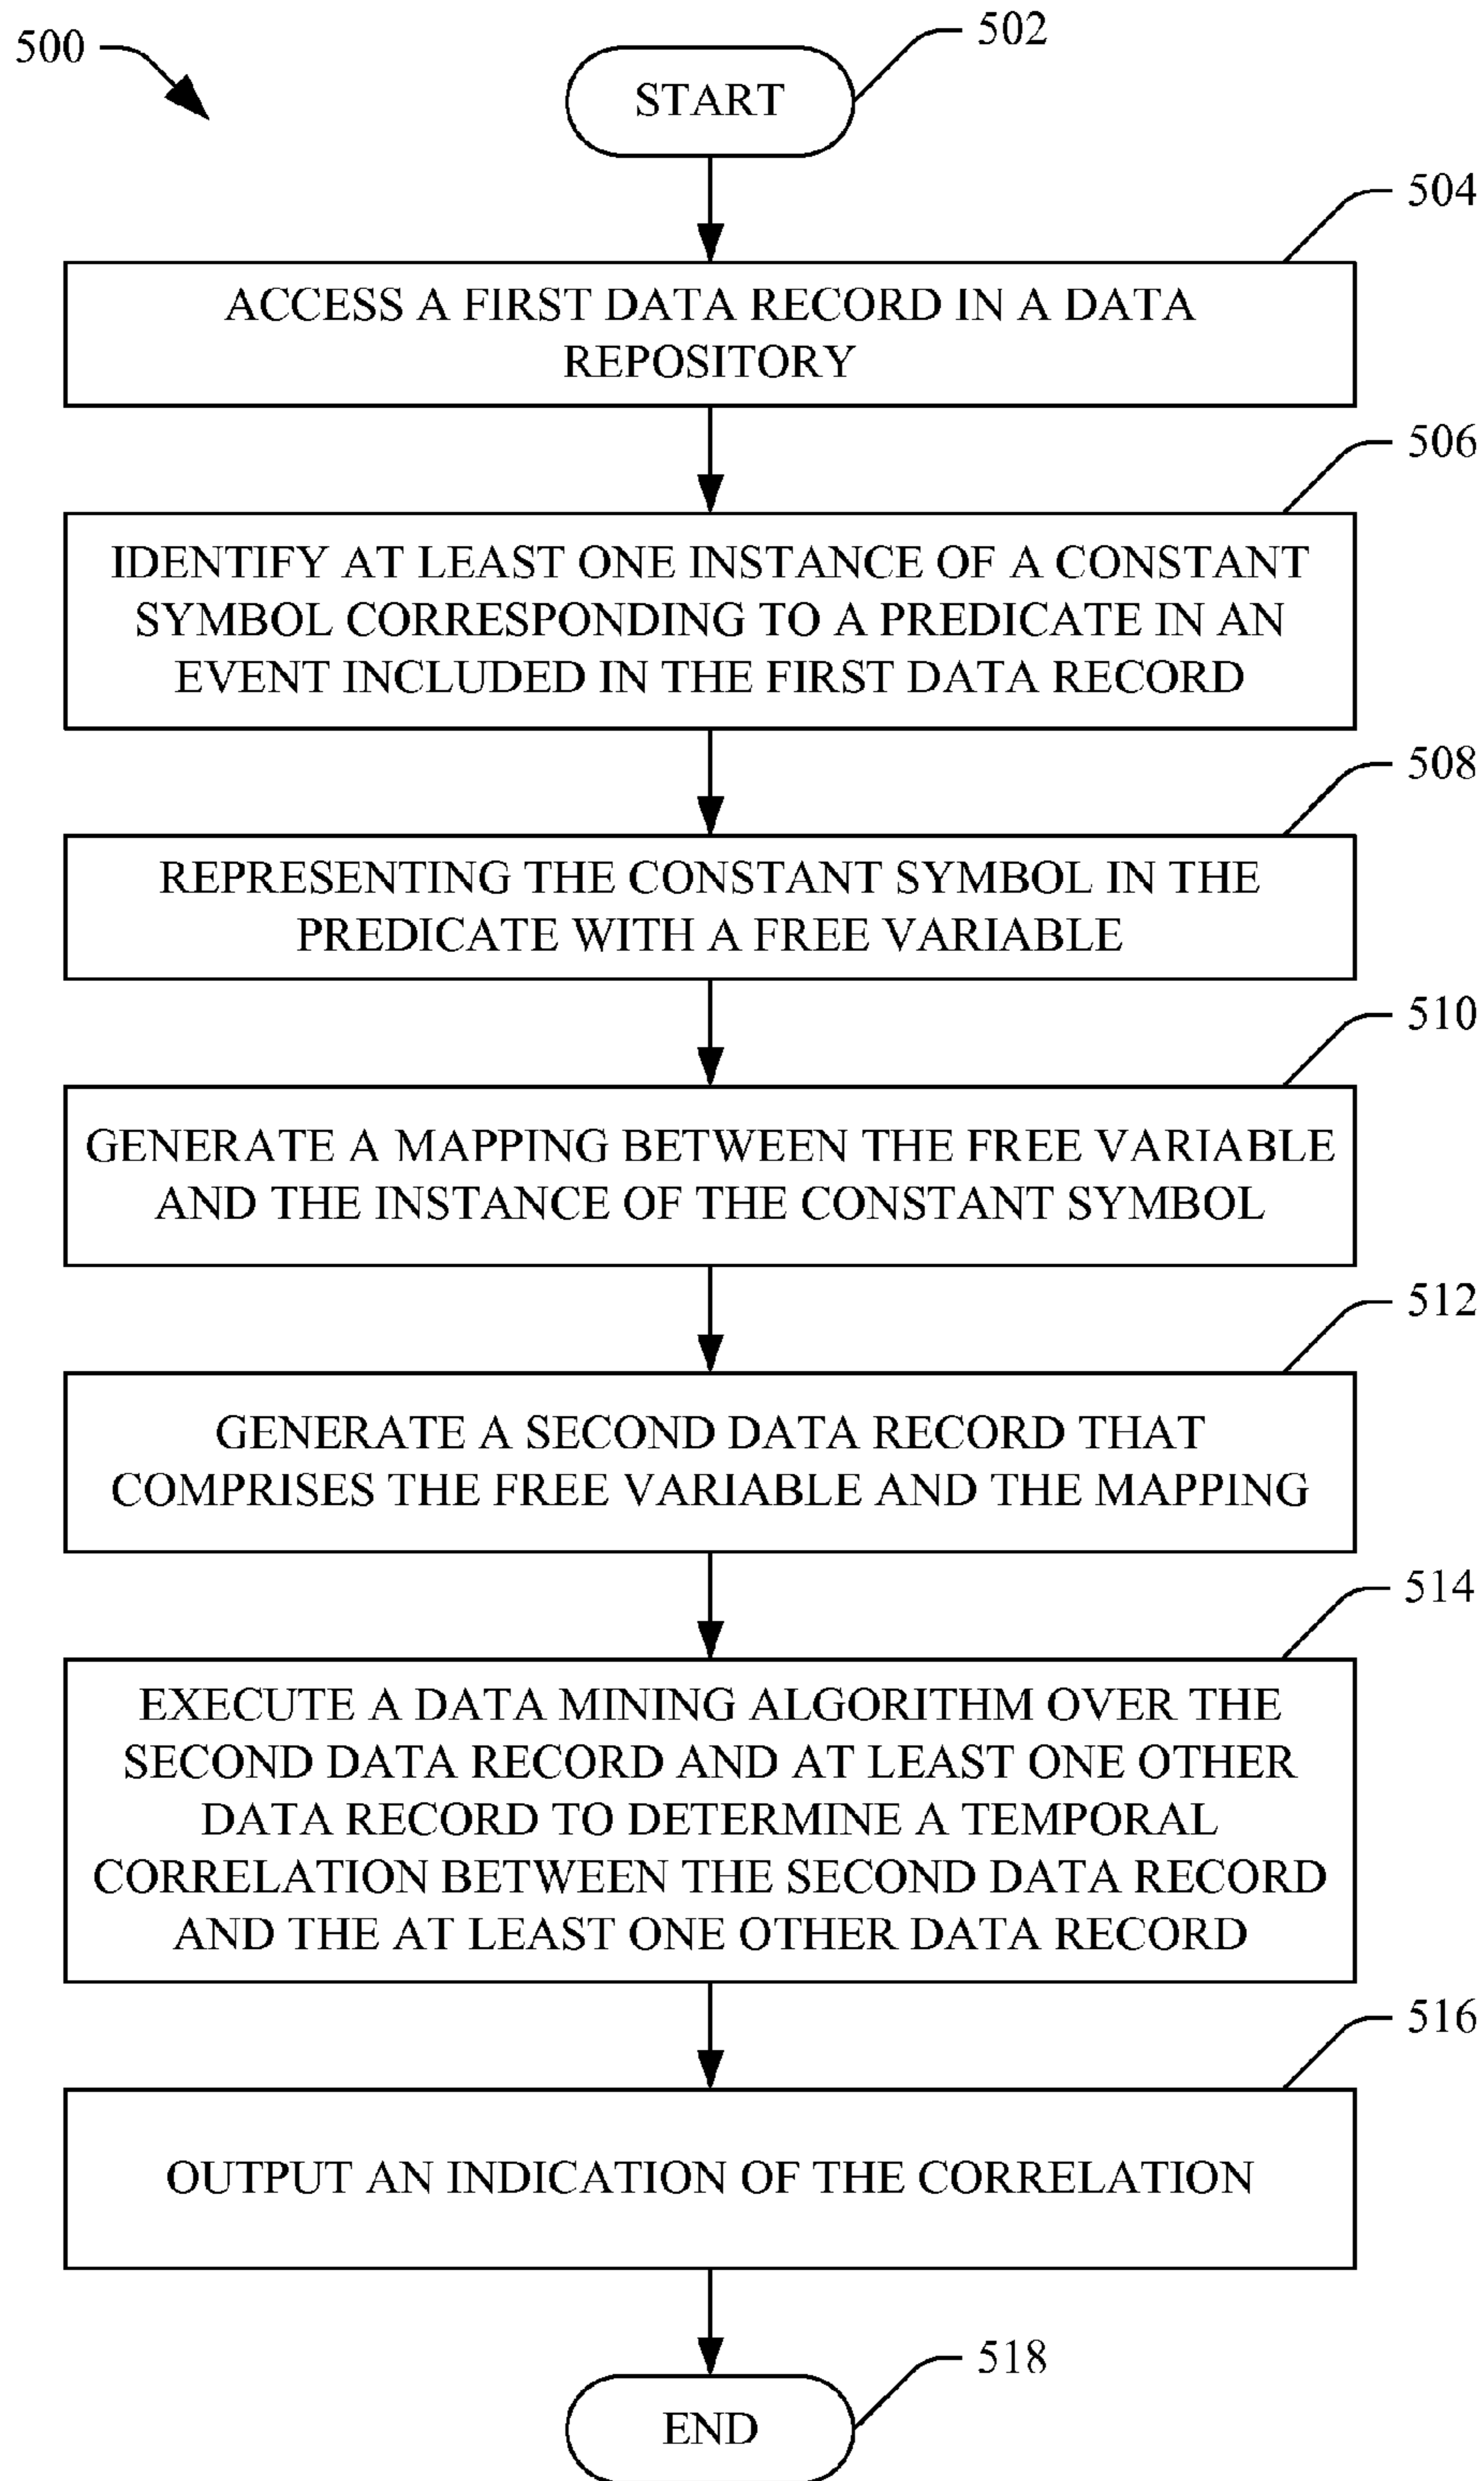 500
502
START
504
ACCESS A FIRST DATA RECORD IN A DATA
REPOSITORY
506
IDENTIFY AT LEAST ONE INSTANCE OF A CONSTANT
SYMBOL CORRESPONDING TO A PREDICATE IN AN
EVENT INCLUDED IN THE FIRST DATA RECORD
508
REPRESENTING THE CONSTANT SYMBOL IN THE
PREDICATE WITH A FREE VARIABLE
510
GENERATE A MAPPING BETWEEN THE FREE VARIABLE
AND THE INSTANCE OF THE CONSTANT SYMBOL
512
GENERATE A SECOND DATA RECORD THAT
COMPRISES THE FREE VARIABLE AND THE MAPPING
514
EXECUTE A DATA MINING ALGORITHM OVER THE
SECOND DATA RECORD AND AT LEAST ONE OTHER
DATA RECORD TO DETERMINE A TEMPORAL
CORRELATION BETWEEN THE SECOND DATA RECORD
AND THE AT LEAST ONE OTHER DATA RECORD
516
OUTPUT AN INDICATION OF THE CORRELATION
518
END